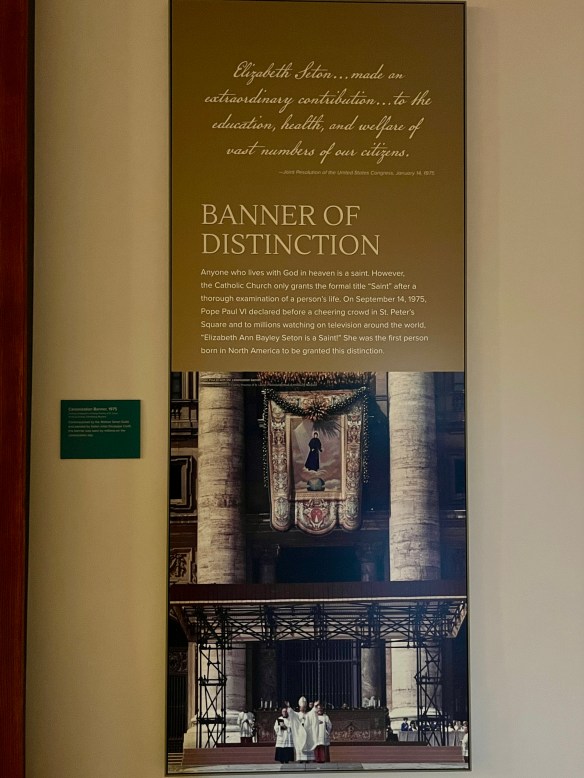 Elizabeth Seton...made an
extraordinary contribution...to the
education, health, and welfare of
vast numbers of our citizens.
—Joint Resolution of the United States Congress, January 14, 1975
BANNER OF
DISTINCTION
Anyone who lives with God in heaven is a saint. However,
the Catholic Church only grants the formal title “Saint” after a
thorough examination of a person’s life. On September 14, 1975,
Pope Paul VI declared before a cheering crowd in St. Peter’s
Square and to millions watching on television around the world,
“Elizabeth Ann Bayley Seton is a Saint!” She was the first person
born in North America to be granted this distinction.
Canonization Banner, 1975